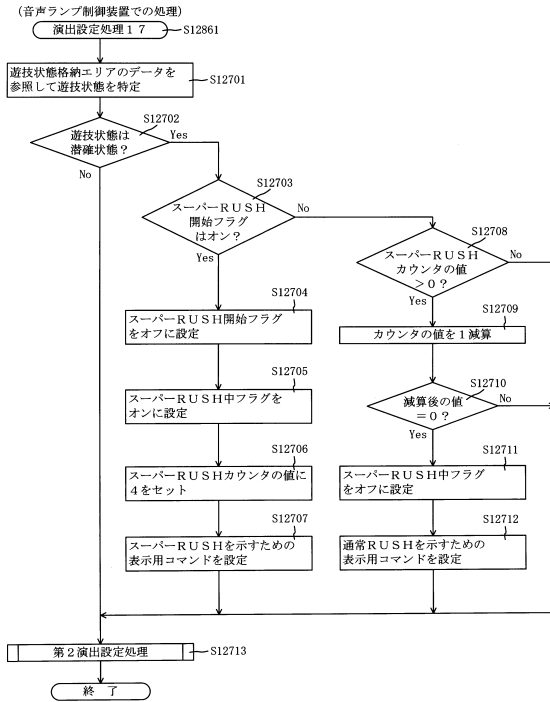 (音声ランプ制御装置での処理)
演出設定処理17
S12861
遊技状態格納エリアのデータを
参照して遊技状態を特定
S12701
S12702
遊技状態は
潜確状態?
Yes
No
S12703
スーパーRUSH
開始フラグ
はオン?
No
Yes
S12708
スーパーRUSH
カウンタの値
>0?
No
Yes
S12704
スーパーRUSH開始フラグ
をオフに設定
S12709
カウンタの値を1減算
S12705
スーパーRUSH中フラグを
オンに設定
S12710
減算後の値
=0?
No
Yes
S12706
スーパーRUSHカウンタの値に
4をセット
S12711
スーパーRUSH中フラグ
をオフに設定
S12707
スーパーRUSHを示すための
表示用コマンドを設定
S12712
通常RUSHを示すための
表示用コマンドを設定
第2演出設定処理
S12713
終 了